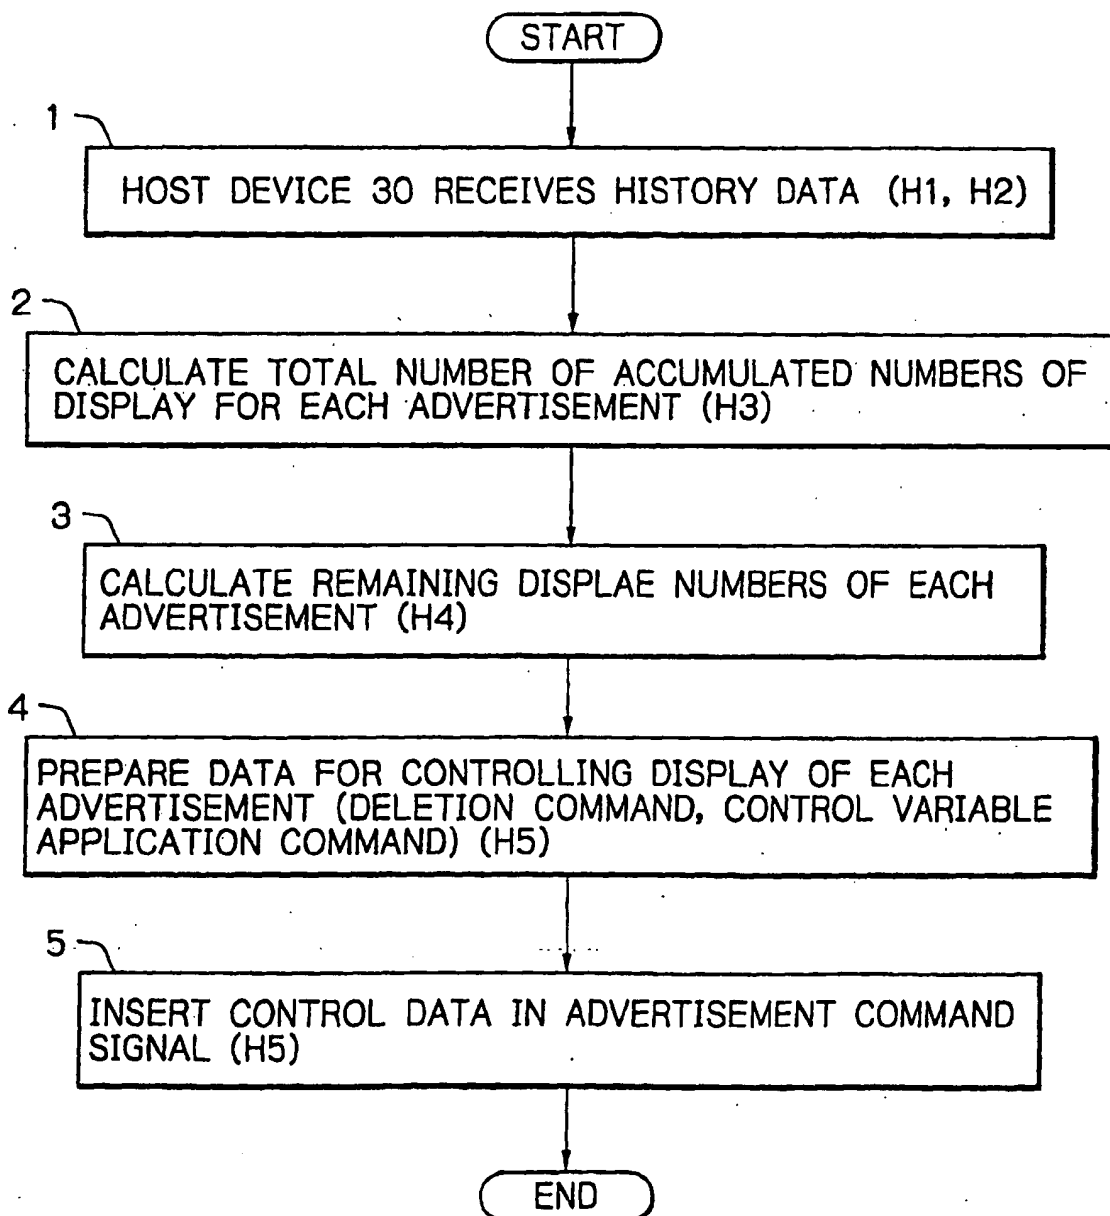 START
1
HOST DEVICE 30 RECEIVES HISTORY DATA (H1, H2)
2
CALCULATE TOTAL NUMBER OF ACCUMULATED NUMBERS OF
DISPLAY FOR EACH ADVERTISEMENT (H3)
3
CALCULATE REMAINING DISPLAE NUMBERS OF EACH
ADVERTISEMENT (H4)
4
PREPARE DATA FOR CONTROLLING DISPLAY OF EACH
ADVERTISEMENT (DELETION COMMAND, CONTROL VARIABLE
APPLICATION COMMAND) (H5)
5
INSERT CONTROL DATA IN ADVERTISEMENT COMMAND
SIGNAL (H5)
END